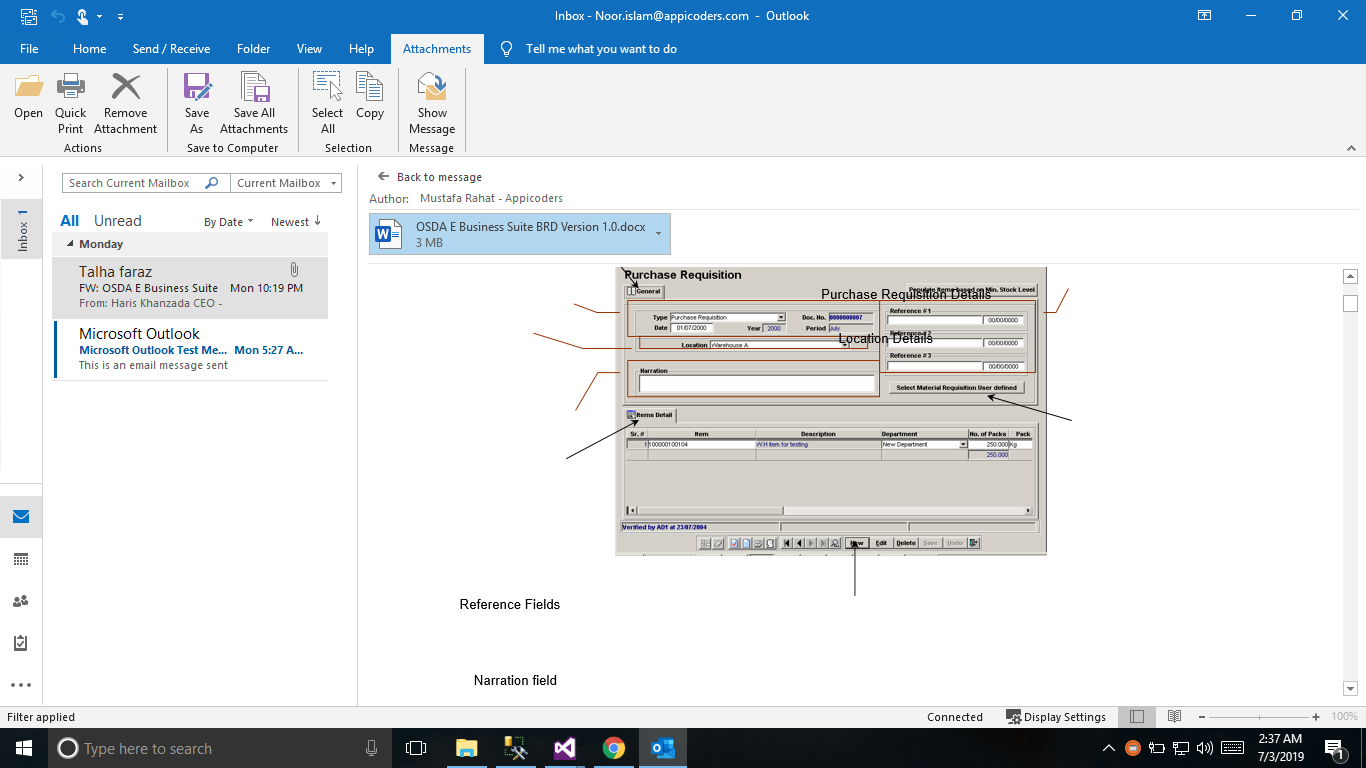 Inbox - Noor.islam@appicoders.com - Outlook
File Home Send / Receive Folder View Help Attachments Tell me what you want to do
Open
Quick Print
Remove Attachment
Save As
Save All Attachments
Select All
Copy
Show Message
Actions Save to Computer Selection Message
Inbox 1
Search Current Mailbox Current Mailbox
All Unread By Date Newest
Monday
Talha faraz
FW: OSDA E Business Suite Mon 10:19 PM
From: Haris Khanzada CEO -
Microsoft Outlook
Microsoft Outlook Test Me... Mon 5:27 A...
This is an email message sent
Back to message
Author: Mustafa Rahat - Appicoders
OSDA E Business Suite BRD Version 1.0.docx
3 MB
Purchase Requisition
General
Populate Items based on Min. Stock Level
Purchase Requisition Details
Type Purchase Requisition Doc. No. 0000000007
Date 01/07/2000 Year 2000 Period July
Reference #1
00/00/0000
Reference #2
00/00/0000
Location Details
Location Warehouse A
Reference #3
00/00/0000
Narration
Select Material Requisition User defined
Items Detail
Sr. # Item Description Department No. of Packs Pack
1 100000100104 W.H item for testing New Department 250.000 Kg
250.000
Verified by AD1 at 23/07/2004
New Edit Delete Save Undo
Reference Fields
Narration field
Filter applied Connected Display Settings 100%
Type here to search
2:37 AM
7/3/2019
1